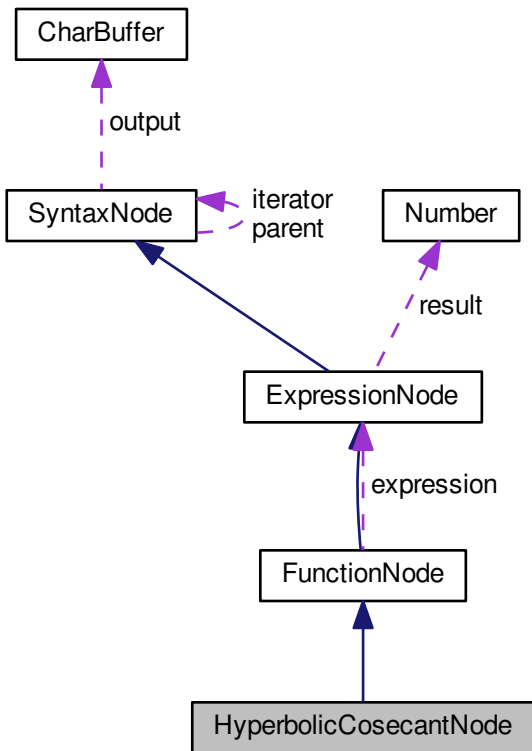 CharBuffer
output
SyntaxNode
iterator
parent
Number
result
ExpressionNode
expression
FunctionNode
HyperbolicCosecantNode